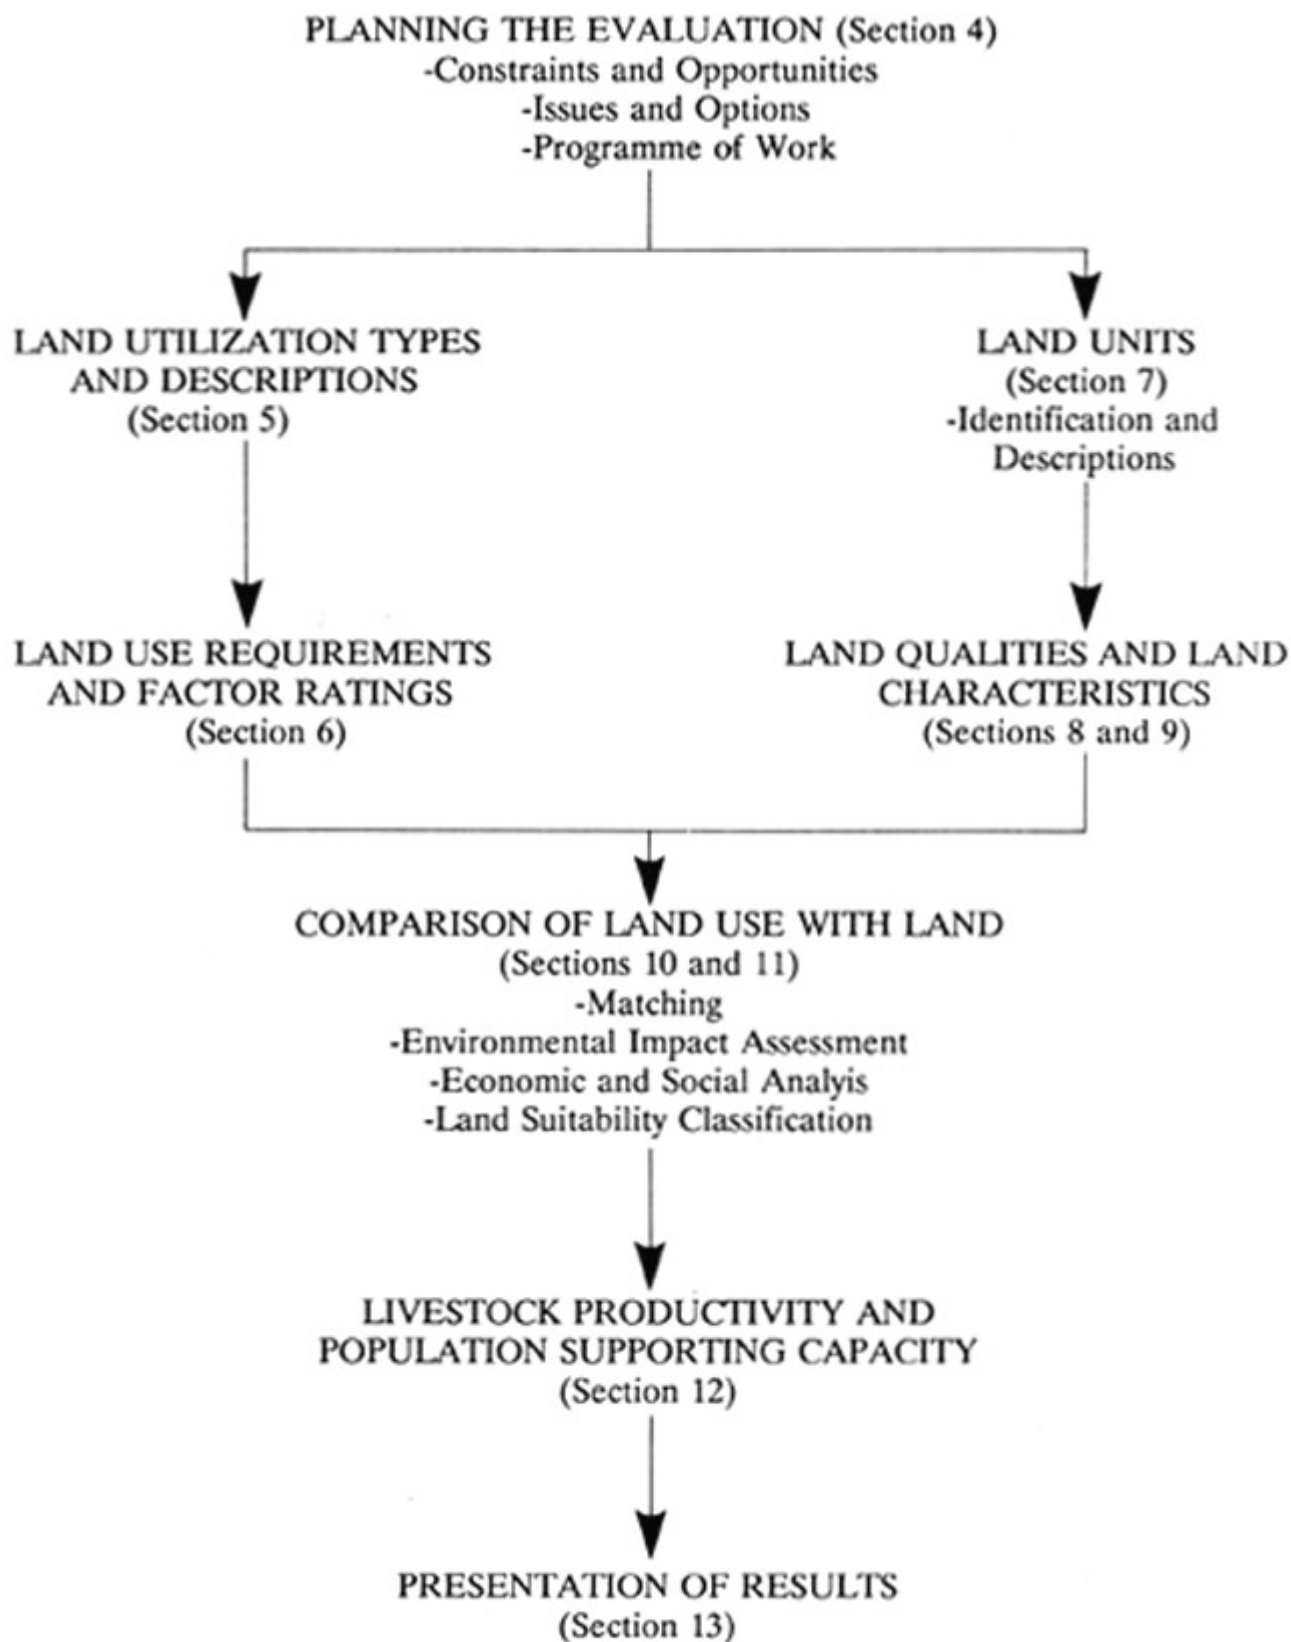 PLANNING THE EVALUATION (Section 4)
-Constraints and Opportunities
-Issues and Options
-Programme of Work
LAND UTILIZATION TYPES
AND DESCRIPTIONS
(Section 5)
LAND UNITS
(Section 7)
-Identification and
Descriptions
LAND USE REQUIREMENTS
AND FACTOR RATINGS
(Section 6)
LAND QUALITIES AND LAND
CHARACTERISTICS
(Sections 8 and 9)
COMPARISON OF LAND USE WITH LAND
(Sections 10 and 11)
-Matching
-Environmental Impact Assessment
-Economic and Social Analyis
-Land Suitability Classification
LIVESTOCK PRODUCTIVITY AND
POPULATION SUPPORTING CAPACITY
(Section 12)
PRESENTATION OF RESULTS
(Section 13)